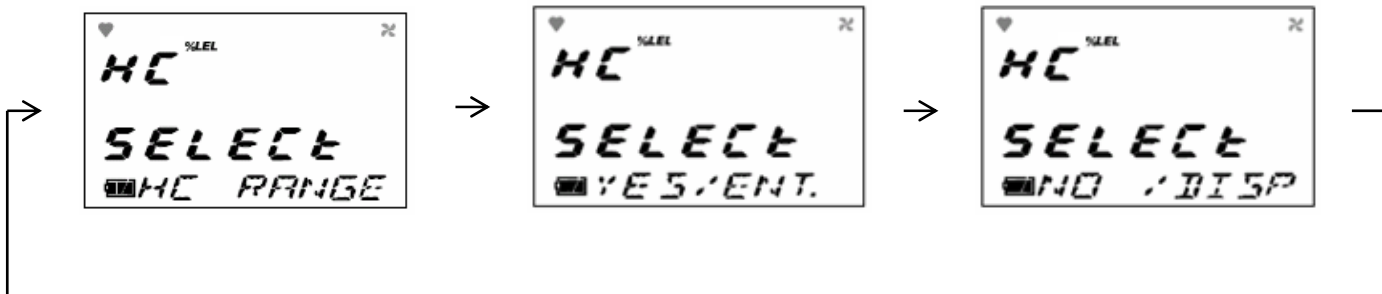 HC %LEL
SELECt
HC RANGE
HC %LEL
SELECt
YES/ENT.
HC %LEL
SELECt
NO /DISP